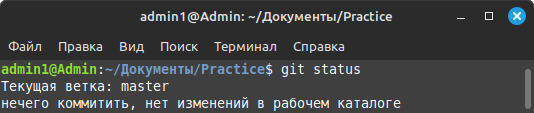 admin1@Admin: ~/Документы/Practice
Файл Правка Вид Поиск Терминал Справка
admin1@Admin:~/Документы/Practice$ git status
Текущая ветка: master
нечего коммитить, нет изменений в рабочем каталоге